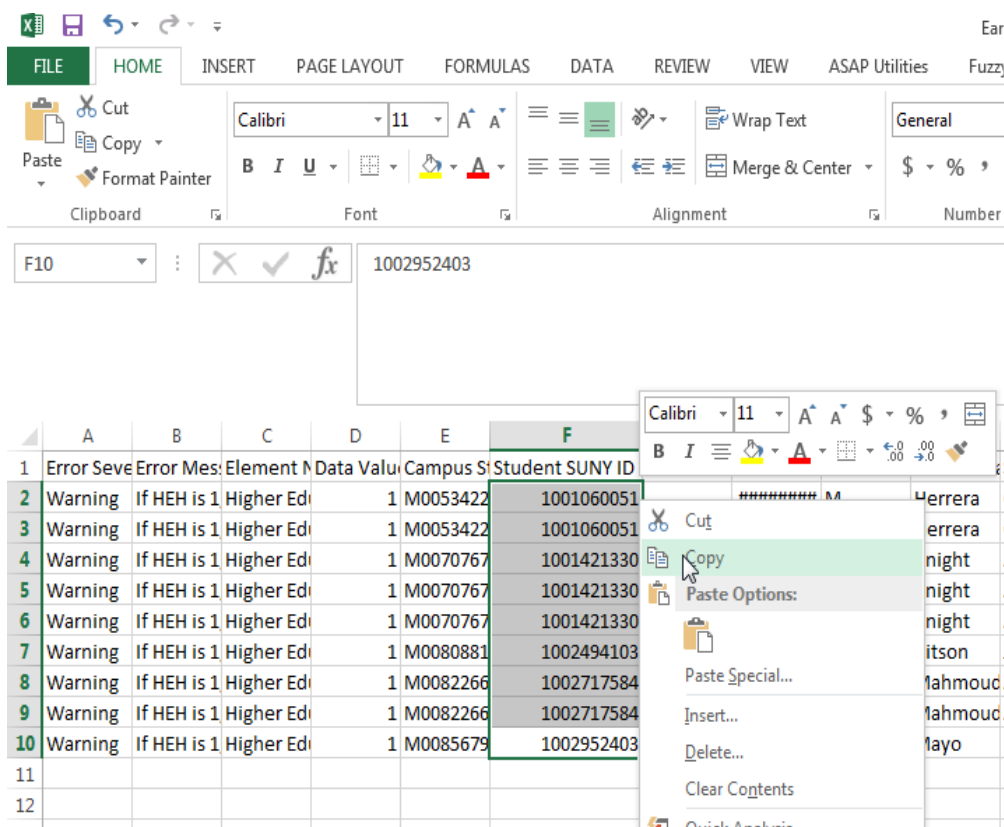 Ear
FILE HOME INSERT PAGE LAYOUT FORMULAS DATA REVIEW VIEW ASAP Utilities Fuzzy
Cut
Copy
Paste
Format Painter
Calibri 11 A A
B I U A
Wrap Text
Merge & Center
General
$ % ,
Clipboard Font Alignment Number
F10 fx 1002952403
Calibri 11 A A $ % ,
B I A .00 .00
A B C D E F
1 Error Seve Error Mes Element N Data Valu Campus St Student SUNY ID
2 Warning If HEH is 1 Higher Edu 1 M0053422 1001060051 ######## M Herrera
3 Warning If HEH is 1 Higher Edu 1 M0053422 1001060051 errera
4 Warning If HEH is 1 Higher Edu 1 M0070767 1001421330 night
5 Warning If HEH is 1 Higher Edu 1 M0070767 1001421330 night
6 Warning If HEH is 1 Higher Edu 1 M0070767 1001421330 night
7 Warning If HEH is 1 Higher Edu 1 M0080881 1002494103 itson
8 Warning If HEH is 1 Higher Edu 1 M0082266 1002717584 Mahmoud
9 Warning If HEH is 1 Higher Edu 1 M0082266 1002717584 Mahmoud
10 Warning If HEH is 1 Higher Edu 1 M0085679 1002952403 Mayo
11
12
Cut
Copy
Paste Options:
Paste Special...
Insert...
Delete...
Clear Contents
Quick Analysis